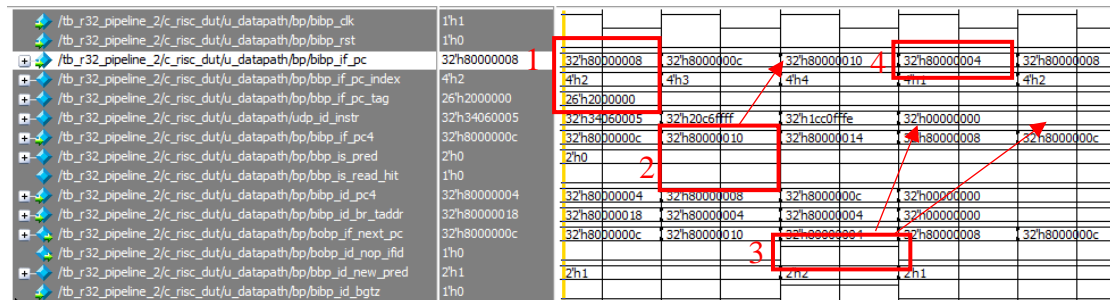 /tb_r32_pipeline_2/c_risc_dut/u_datapath/bp/bibp_clk 1'h1
/tb_r32_pipeline_2/c_risc_dut/u_datapath/bp/bibp_rst 1'h0
/tb_r32_pipeline_2/c_risc_dut/u_datapath/bp/bibp_if_pc 32'h80000008 1 32'h80000008 32'h8000000c 32'h80000010 4 32'h80000004 32'h80000008
/tb_r32_pipeline_2/c_risc_dut/u_datapath/bp/bbp_if_pc_index 4'h2 4'h2 4'h3 4'h4 4'h1 4'h2
/tb_r32_pipeline_2/c_risc_dut/u_datapath/bp/bbp_if_pc_tag 26'h2000000 26'h2000000
/tb_r32_pipeline_2/c_risc_dut/u_datapath/udp_id_instr 32'h34060005 32'h34060005 32'h20c6ffff 32'h1cc0fffe 32'h00000000
/tb_r32_pipeline_2/c_risc_dut/u_datapath/bp/bibp_if_pc4 32'h8000000c 32'h8000000c 32'h80000010 32'h80000014 32'h80000008 32'h8000000c
/tb_r32_pipeline_2/c_risc_dut/u_datapath/bp/bbp_is_pred 2'h0 2'h0
2
/tb_r32_pipeline_2/c_risc_dut/u_datapath/bp/bbp_is_read_hit 1'h0
/tb_r32_pipeline_2/c_risc_dut/u_datapath/bp/bibp_id_pc4 32'h80000004 32'h80000004 32'h80000008 32'h8000000c 32'h00000000
/tb_r32_pipeline_2/c_risc_dut/u_datapath/bp/bibp_id_br_taddr 32'h80000018 32'h80000018 32'h80000004 32'h80000004 32'h00000000
/tb_r32_pipeline_2/c_risc_dut/u_datapath/bp/bobp_if_next_pc 32'h8000000c 32'h8000000c 32'h80000010 32'h80000004 32'h80000008 32'h8000000c
/tb_r32_pipeline_2/c_risc_dut/u_datapath/bp/bobp_id_nop_ifid 1'h0 3
/tb_r32_pipeline_2/c_risc_dut/u_datapath/bp/bbp_id_new_pred 2'h1 2'h1 2'h2 2'h1
/tb_r32_pipeline_2/c_risc_dut/u_datapath/bp/bibp_id_bgtz 1'h0